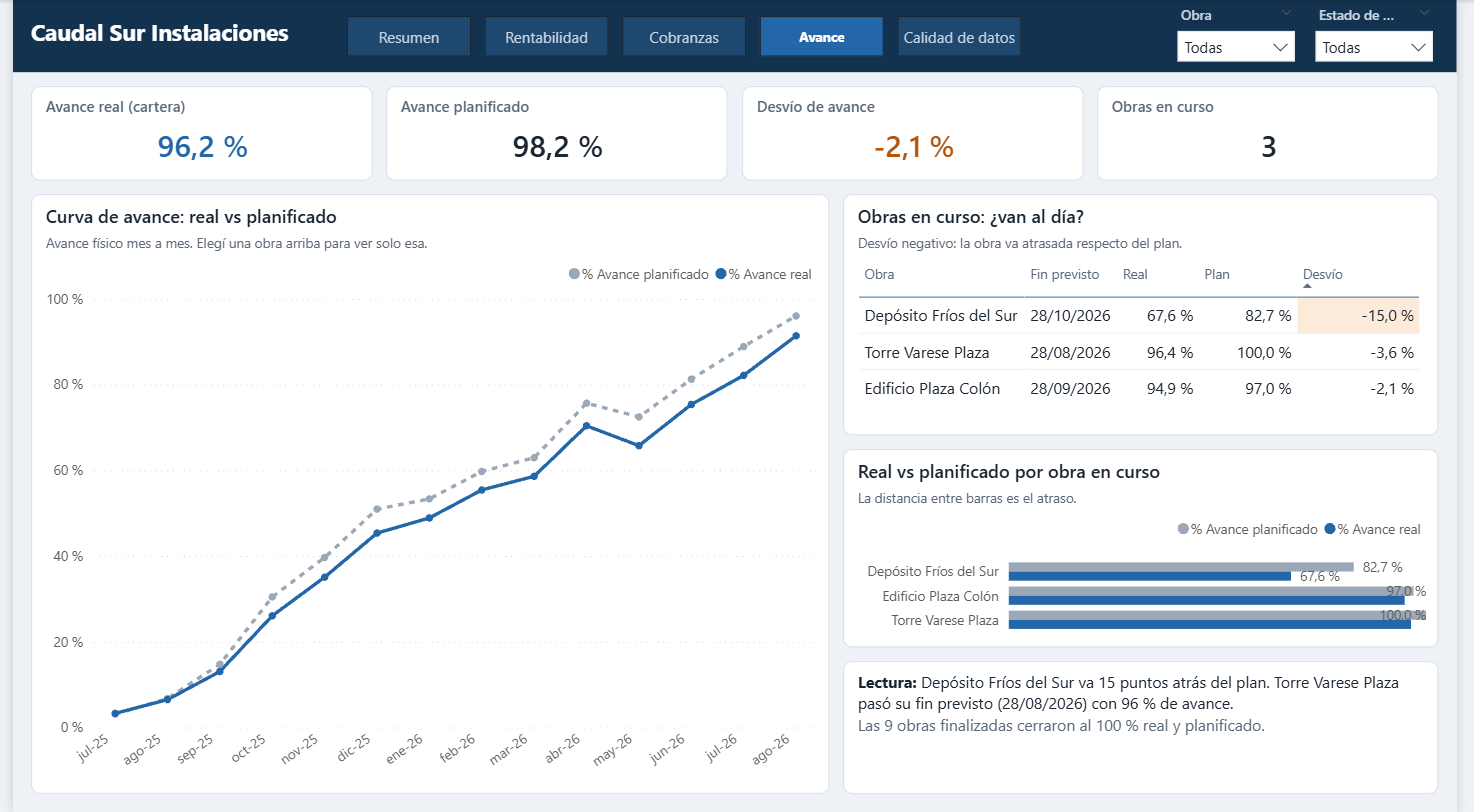 Caudal Sur Instalaciones
Resumen
Rentabilidad
Cobranzas
Avance
Calidad de datos
Obra
Todas
Estado de ...
Todas
Avance real (cartera)
96,2 %
Avance planificado
98,2 %
Desvío de avance
-2,1 %
Obras en curso
3
Curva de avance: real vs planificado
Avance físico mes a mes. Elegí una obra arriba para ver solo esa.
% Avance planificado % Avance real
100 %
80 %
60 %
40 %
20 %
0 %
jul-25 ago-25 sep-25 oct-25 nov-25 dic-25 ene-26 feb-26 mar-26 abr-26 may-26 jun-26 jul-26 ago-26
Obras en curso: ¿van al día?
Desvío negativo: la obra va atrasada respecto del plan.
Obra Fin previsto Real Plan Desvío
Depósito Fríos del Sur 28/10/2026 67,6 % 82,7 % -15,0 %
Torre Varese Plaza 28/08/2026 96,4 % 100,0 % -3,6 %
Edificio Plaza Colón 28/09/2026 94,9 % 97,0 % -2,1 %
Real vs planificado por obra en curso
La distancia entre barras es el atraso.
% Avance planificado % Avance real
Depósito Fríos del Sur 82,7 %
67,6 %
Edificio Plaza Colón 97,0 %
Torre Varese Plaza 100,0 %
Lectura: Depósito Fríos del Sur va 15 puntos atrás del plan. Torre Varese Plaza
pasó su fin previsto (28/08/2026) con 96 % de avance.
Las 9 obras finalizadas cerraron al 100 % real y planificado.